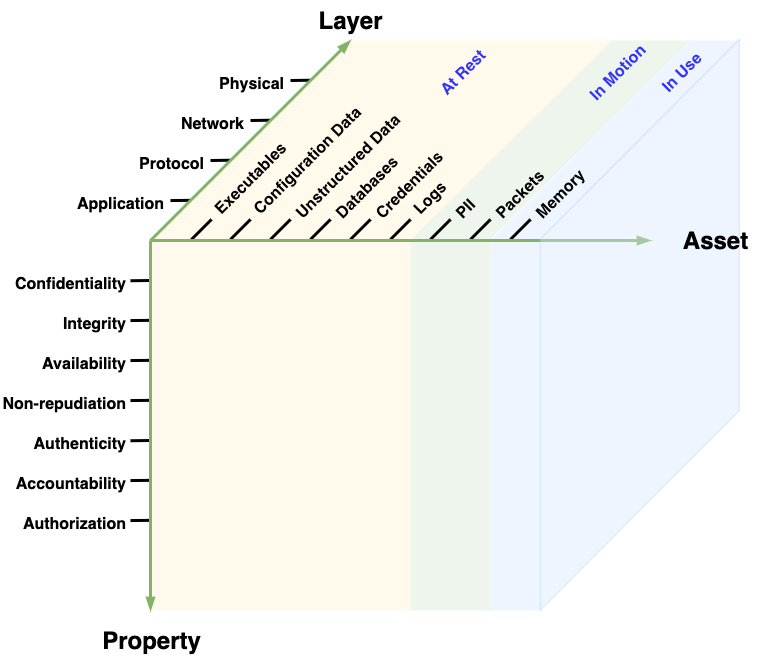 Layer
Physical
Network
Protocol
Application
At Rest
In Motion
In Use
Executables
Configuration Data
Unstructured Data
Databases
Credentials
Logs
PII
Packets
Memory
Asset
Confidentiality
Integrity
Availability
Non-repudiation
Authenticity
Accountability
Authorization
Property